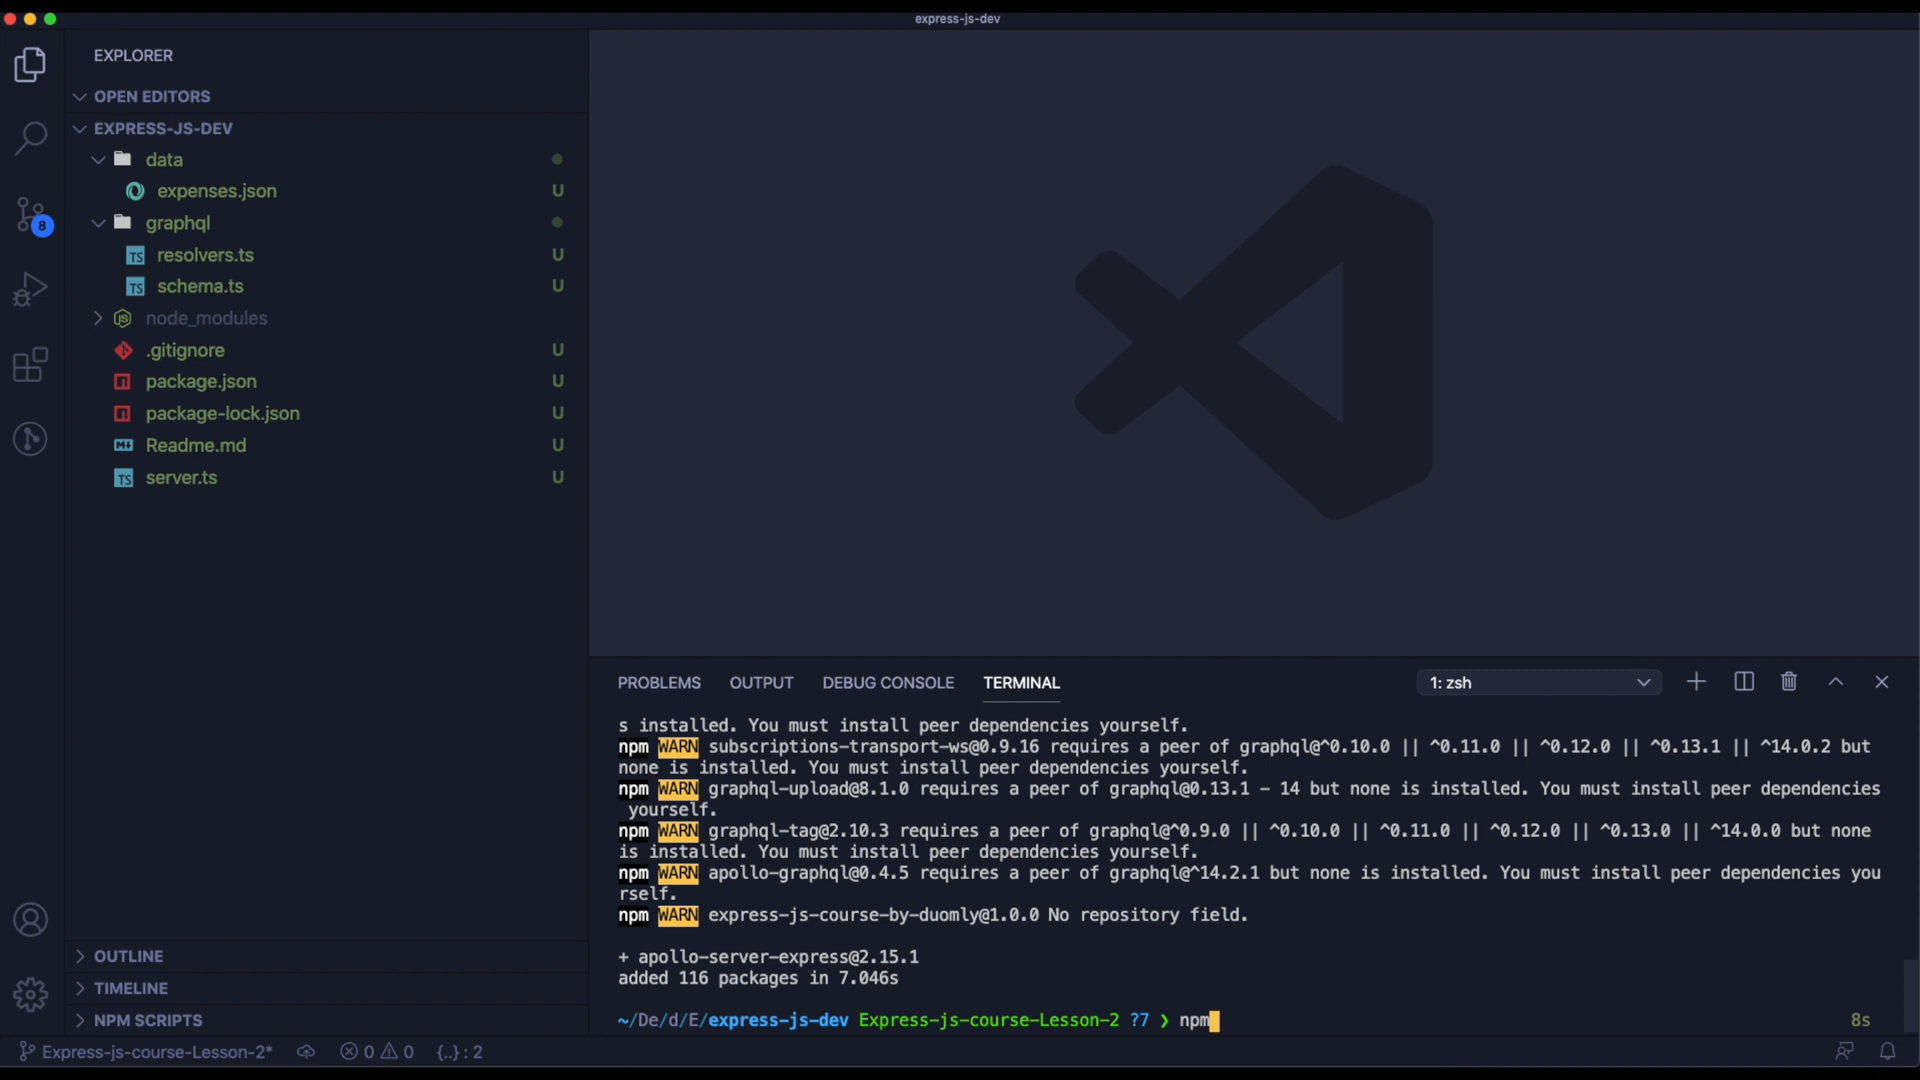 express-js-dev
EXPLORER
OPEN EDITORS
EXPRESS-JS-DEV
data
expenses.json U
graphql
resolvers.ts U
schema.ts U
node_modules
.gitignore U
package.json U
package-lock.json U
Readme.md U
server.ts U
8
OUTLINE
TIMELINE
NPM SCRIPTS
PROBLEMS OUTPUT DEBUG CONSOLE TERMINAL 1: zsh
s installed. You must install peer dependencies yourself.
npm WARN subscriptions-transport-ws@0.9.16 requires a peer of graphql@^0.10.0 || ^0.11.0 || ^0.12.0 || ^0.13.1 || ^14.0.2 but
none is installed. You must install peer dependencies yourself.
npm WARN graphql-upload@8.1.0 requires a peer of graphql@0.13.1 - 14 but none is installed. You must install peer dependencies
yourself.
npm WARN graphql-tag@2.10.3 requires a peer of graphql@^0.9.0 || ^0.10.0 || ^0.11.0 || ^0.12.0 || ^0.13.0 || ^14.0.0 but none
is installed. You must install peer dependencies yourself.
npm WARN apollo-graphql@0.4.5 requires a peer of graphql@^14.2.1 but none is installed. You must install peer dependencies you
rself.
npm WARN express-js-course-by-duomly@1.0.0 No repository field.
+ apollo-server-express@2.15.1
added 116 packages in 7.046s
~/De/d/E/express-js-dev Express-js-course-Lesson-2 ?7 ❯ npm 8s
Express-js-course-Lesson-2* 0 0 {..} : 2